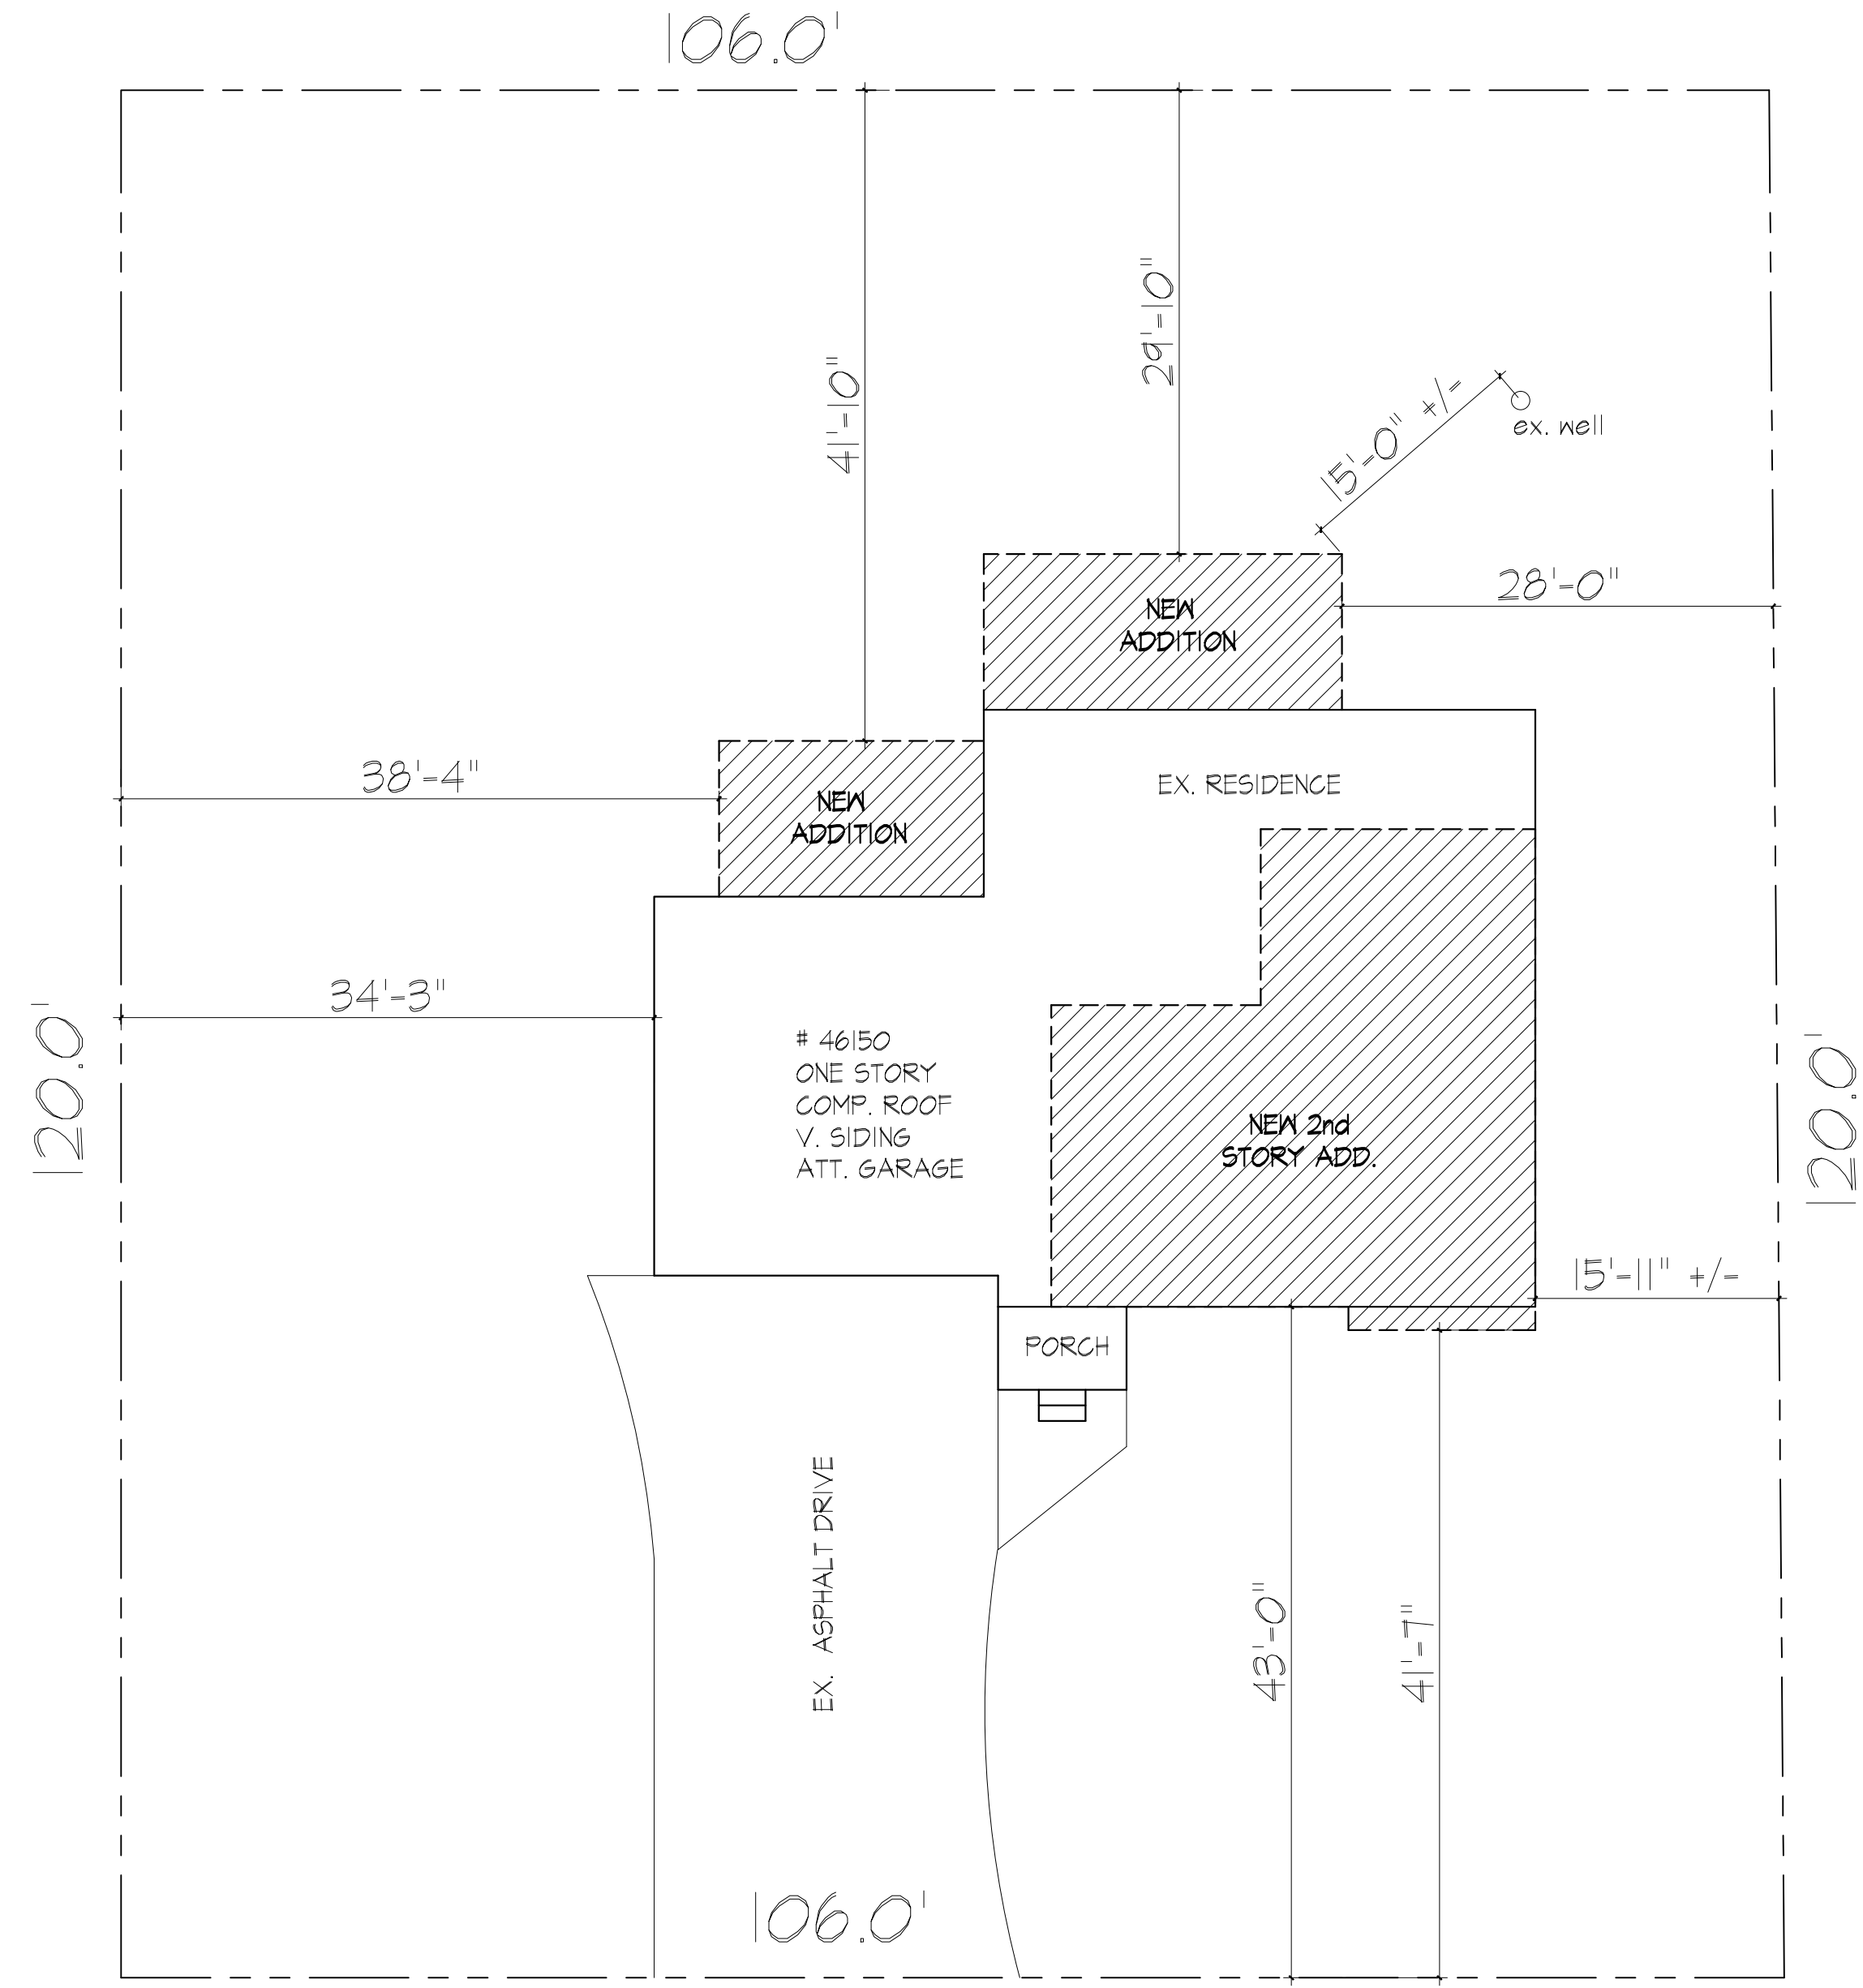 106.0'
41'-10"
29'-10"
15'-0" +/-
ex. well
28'-0"
NEW
ADDITION
38'-4"
NEW
ADDITION
EX. RESIDENCE
34'-3"
120.0'
# 46150
ONE STORY
COMP. ROOF
V. SIDING
ATT. GARAGE
NEW 2nd
STORY ADD.
120.0'
15'-11" +/-
PORCH
EX. ASPHALT DRIVE
43'-0"
41'-7"
106.0'